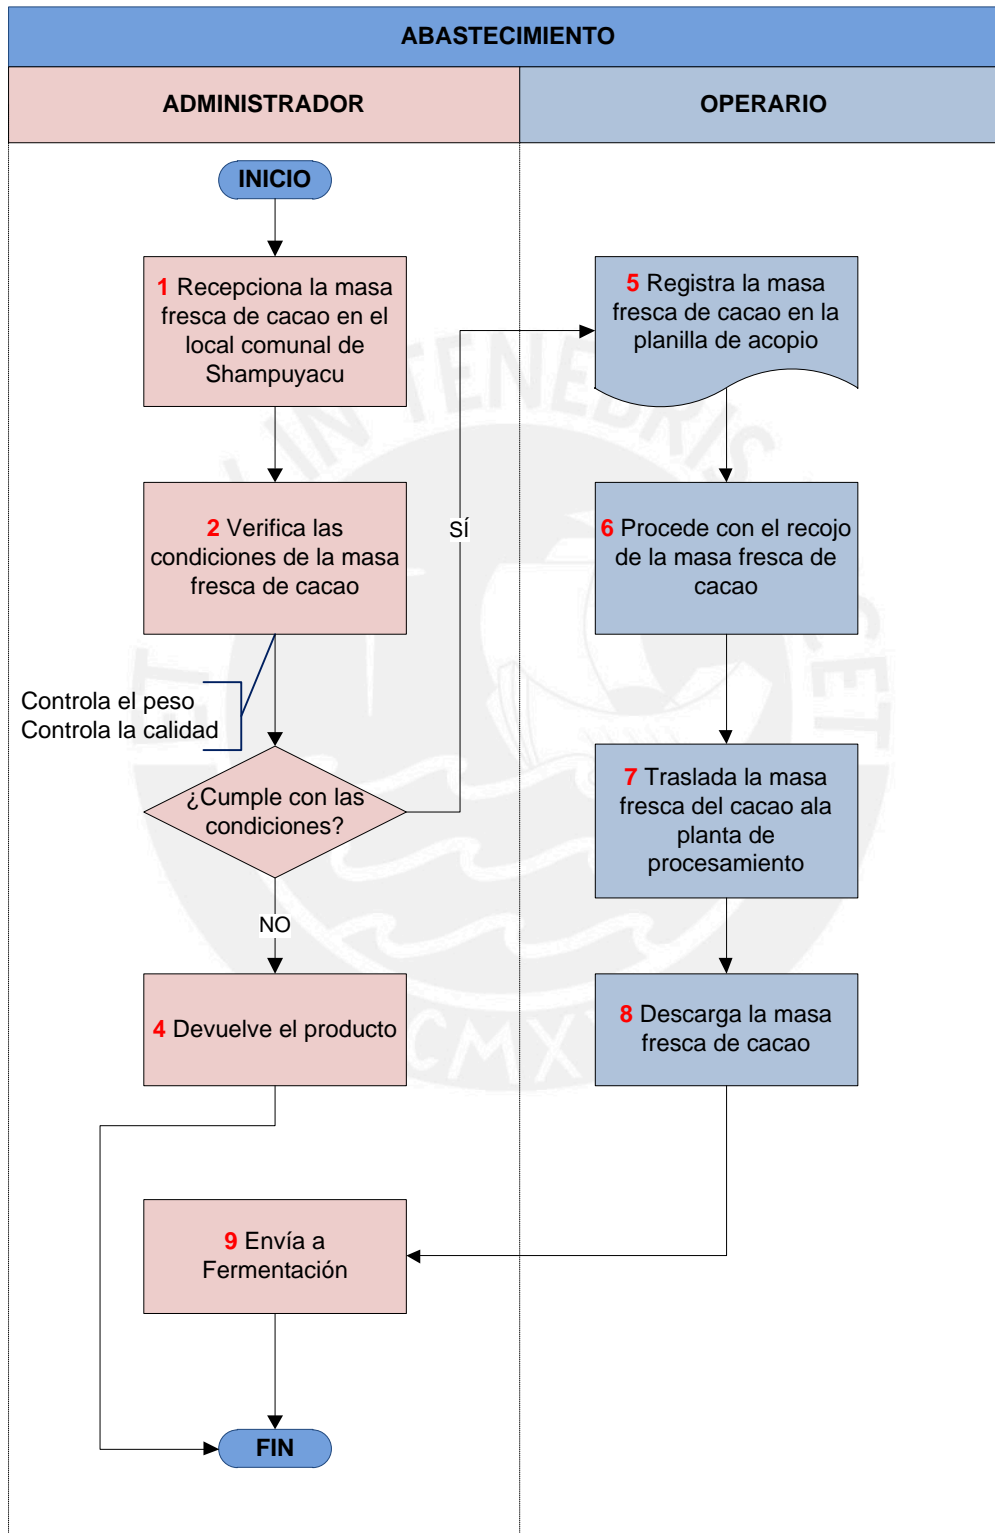 ABASTECIMIENTO
ADMINISTRADOR
OPERARIO
INICIO
1 Recepciona la masa
fresca de cacao en el
local comunal de
Shampuyacu
2 Verifica las
condiciones de la masa
fresca de cacao
Controla el peso
Controla la calidad
¿Cumple con las
condiciones?
SÍ
NO
4 Devuelve el producto
5 Registra la masa
fresca de cacao en la
planilla de acopio
6 Procede con el recojo
de la masa fresca de
cacao
7 Traslada la masa
fresca del cacao ala
planta de
procesamiento
8 Descarga la masa
fresca de cacao
9 Envía a
Fermentación
FIN